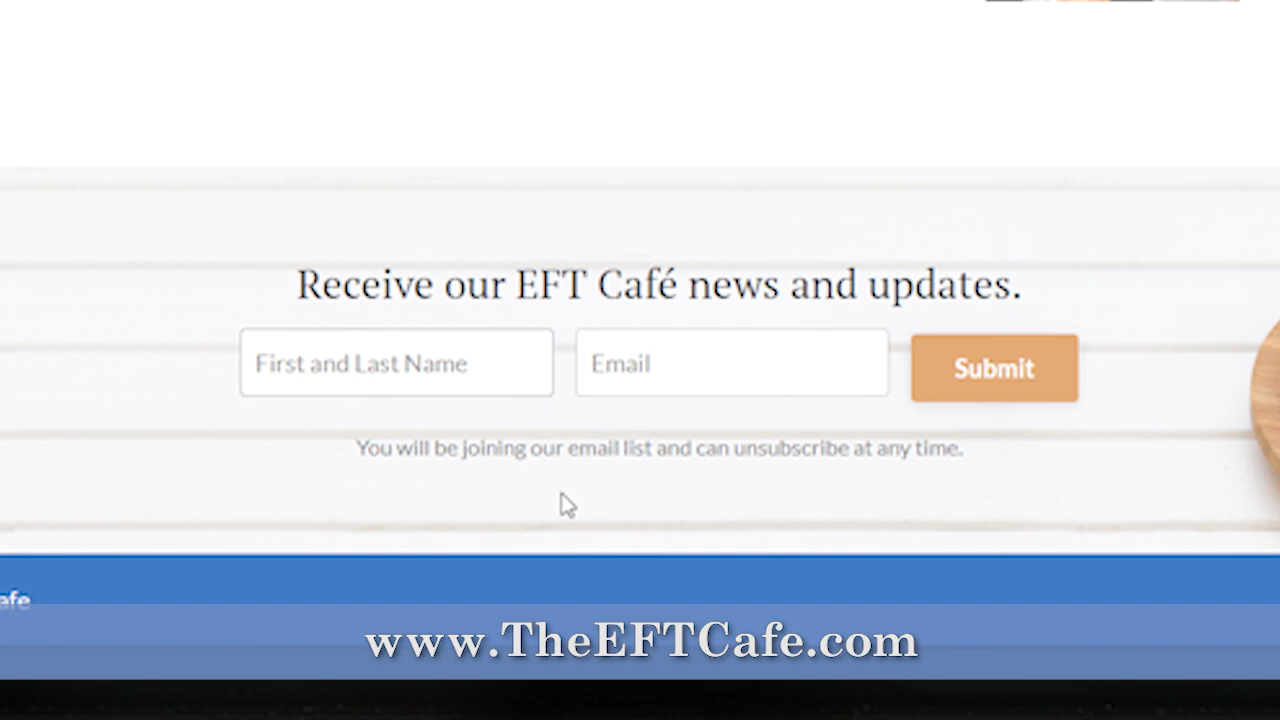 Receive our EFT Café news and updates.
First and Last Name
Email
Submit
You will be joining our email list and can unsubscribe at any time.
afe
www.TheEFTCafe.com